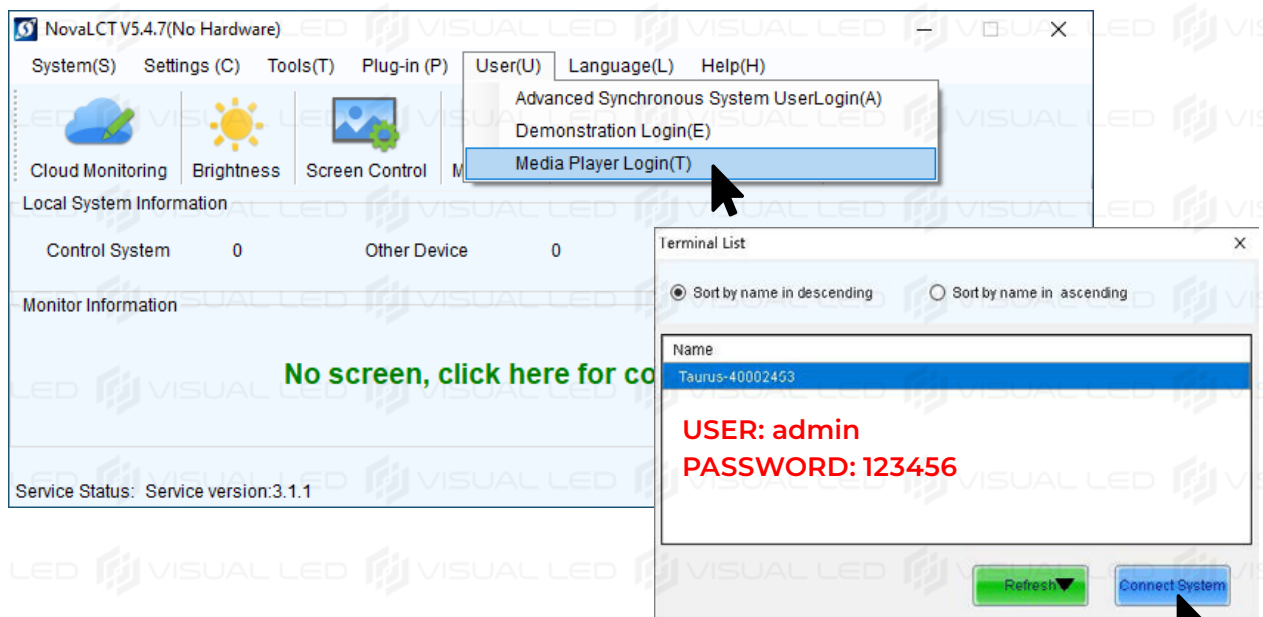 NovaLCT V5.4.7(No Hardware)
System(S) Settings (C) Tools(T) Plug-in (P) User(U) Language(L) Help(H)
Advanced Synchronous System UserLogin(A)
Demonstration Login(E)
Media Player Login(T)
Cloud Monitoring Brightness Screen Control M
Local System Information
Control System 0 Other Device 0
Monitor Information
No screen, click here for co
Service Status: Service version:3.1.1
Terminal List
Sort by name in descending Sort by name in ascending
Name
Taurus-40002453
USER: admin
PASSWORD: 123456
Refresh Connect System
VISUAL LED